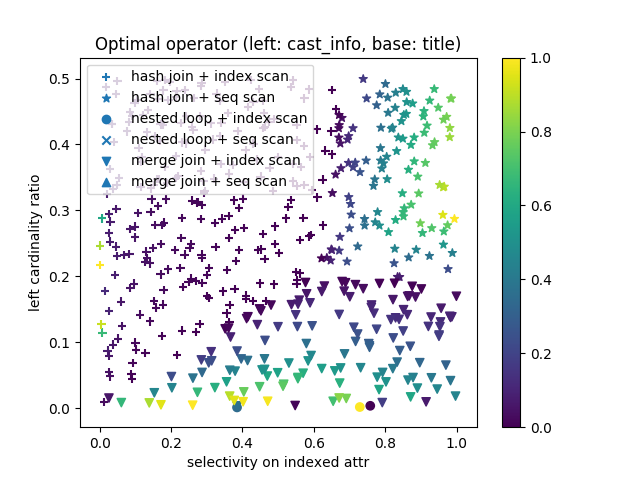 Optimal operator (left: cast_info, base: title)
hash join + index scan
hash join + seq scan
nested loop + index scan
nested loop + seq scan
merge join + index scan
merge join + seq scan
left cardinality ratio
0.5
0.4
0.3
0.2
0.1
0.0
0.0 0.2 0.4 0.6 0.8 1.0
selectivity on indexed attr
1.0
0.8
0.6
0.4
0.2
0.0